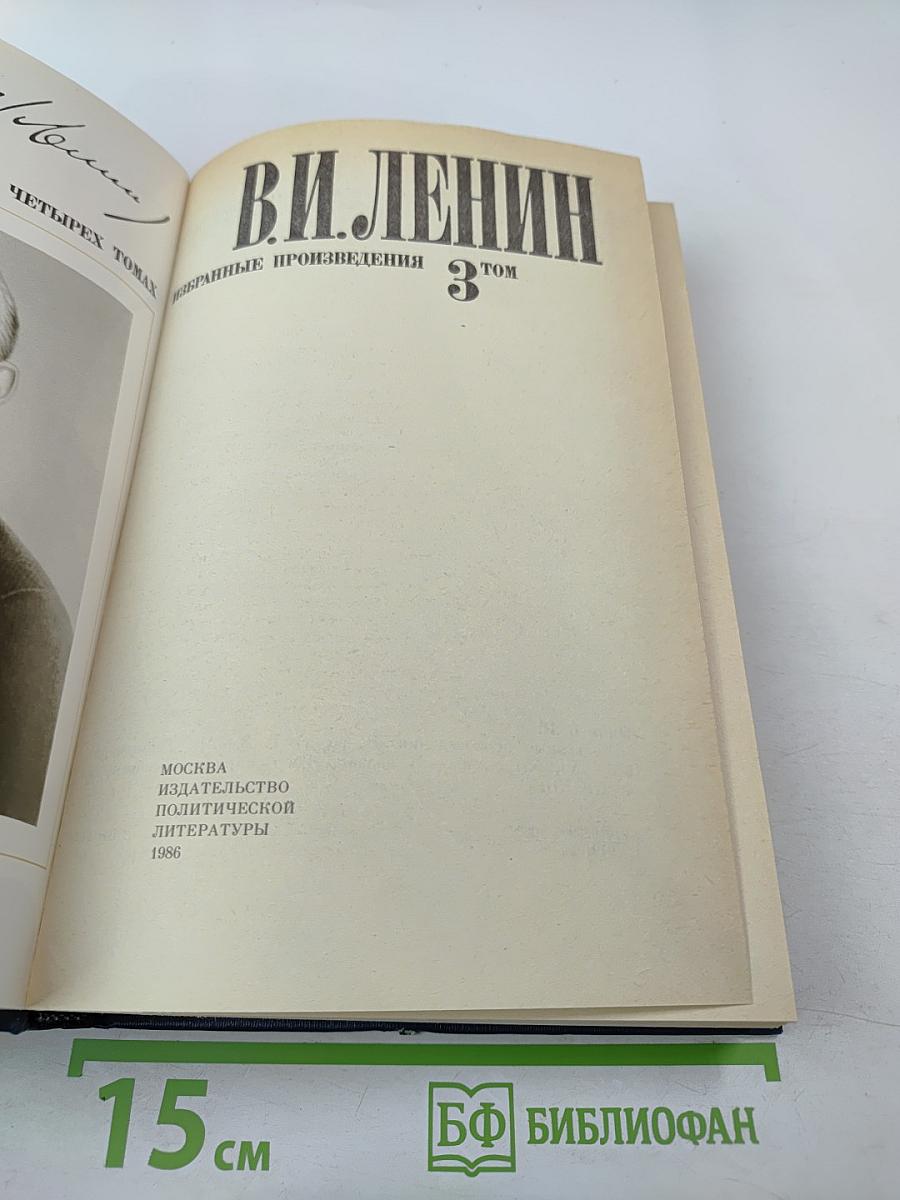 ЧЕТЫРЕХ ТОМАХ
В.И.ЛЕНИН
ИЗБРАННЫЕ ПРОИЗВЕДЕНИЯ 3 ТОМ
МОСКВА
ИЗДАТЕЛЬСТВО
ПОЛИТИЧЕСКОЙ
ЛИТЕРАТУРЫ
1986
15 см
БФ БИБЛИОФАН